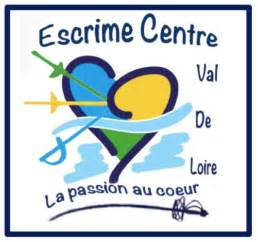 Escrime Centre
Val
De
Loire
La passion au coeur